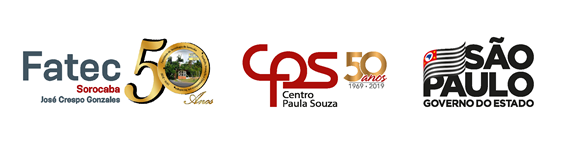 Fatec
Sorocaba
José Crespo Gonzales
50
Anos
CPS
Centro
Paula Souza
50
anos
1969 • 2019
SÃO
PAULO
GOVERNO DO ESTADO